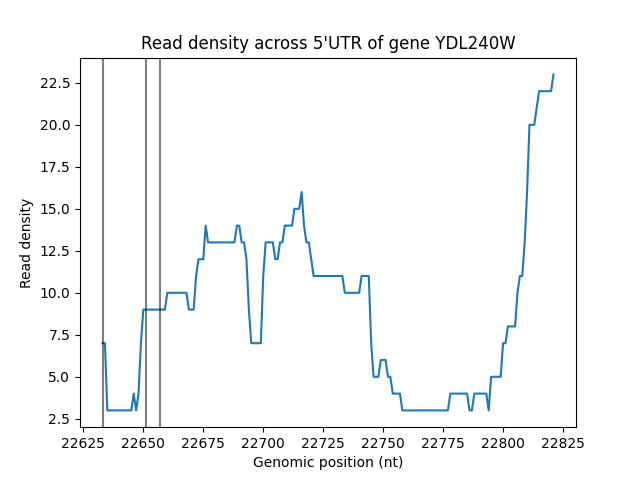 Read density across 5'UTR of gene YDL240W
22.5
20.0
17.5
15.0
12.5
10.0
7.5
5.0
2.5
Read density
22625 22650 22675 22700 22725 22750 22775 22800 22825
Genomic position (nt)